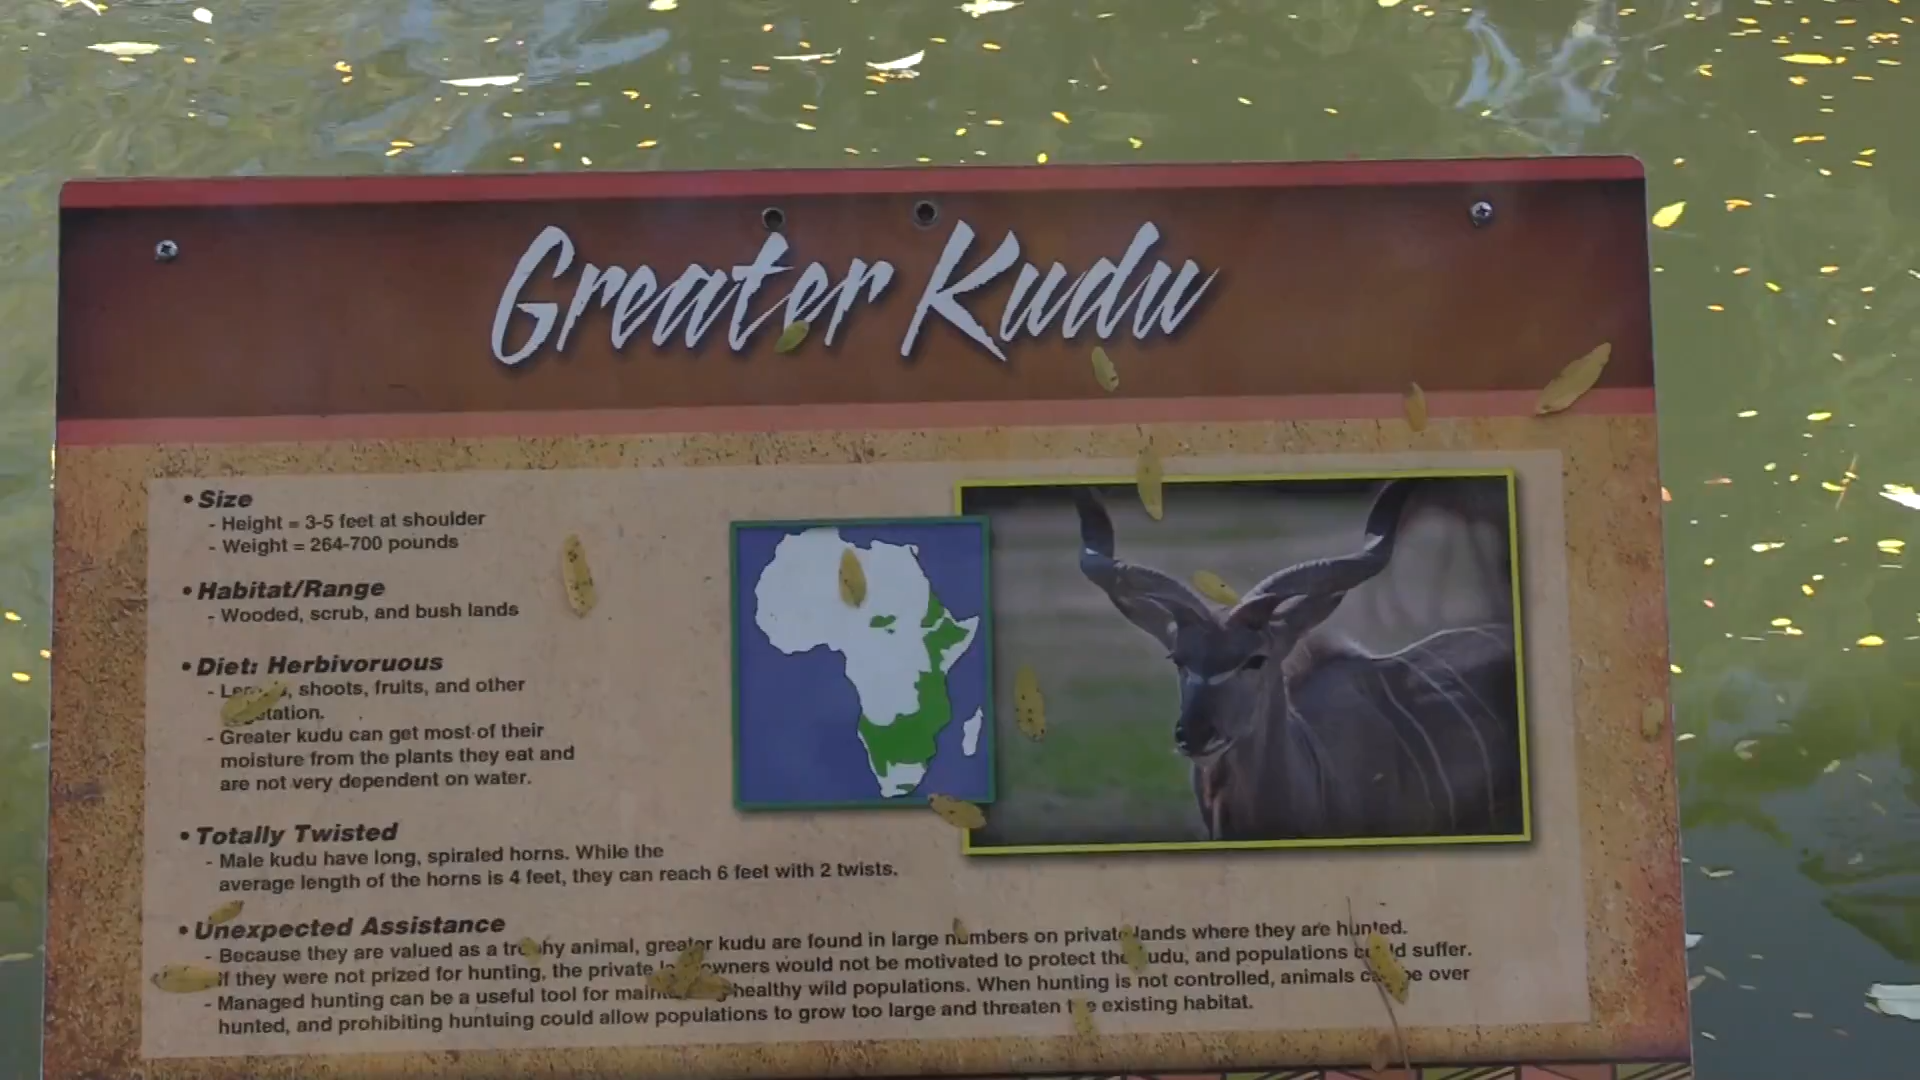 Greater Kudu
• Size
- Height = 3-5 feet at shoulder
- Weight = 264-700 pounds
• Habitat/Range
- Wooded, scrub, and bush lands
• Diet: Herbivoruous
- shoots, fruits, and other
- Greater kudu can get most of their
moisture from the plants they eat and
are not very dependent on water.
• Totally Twisted
- Male kudu have long, spiraled horns. While the
average length of the horns is 4 feet, they can reach 6 feet with 2 twists.
• Unexpected Assistance
- Because they are valued as a trophy animal, greater kudu are found in large numbers on private lands where they are hunted.
If they were not prized for hunting, the private would not be motivated to protect the kudu, and populations could suffer.
- Managed hunting can be a useful tool for healthy wild populations. When hunting is not controlled, animals can be over
hunted, and prohibiting huntuing could allow populations to grow too large and threaten the existing habitat.